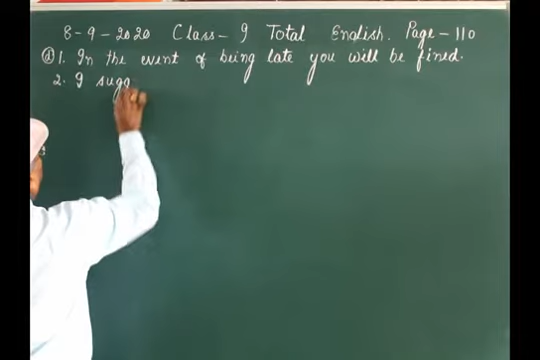 8-9-2020 Class-9 Total English. Page-110
(d) 1. In the event of being late you will be fined.
2. I sugg